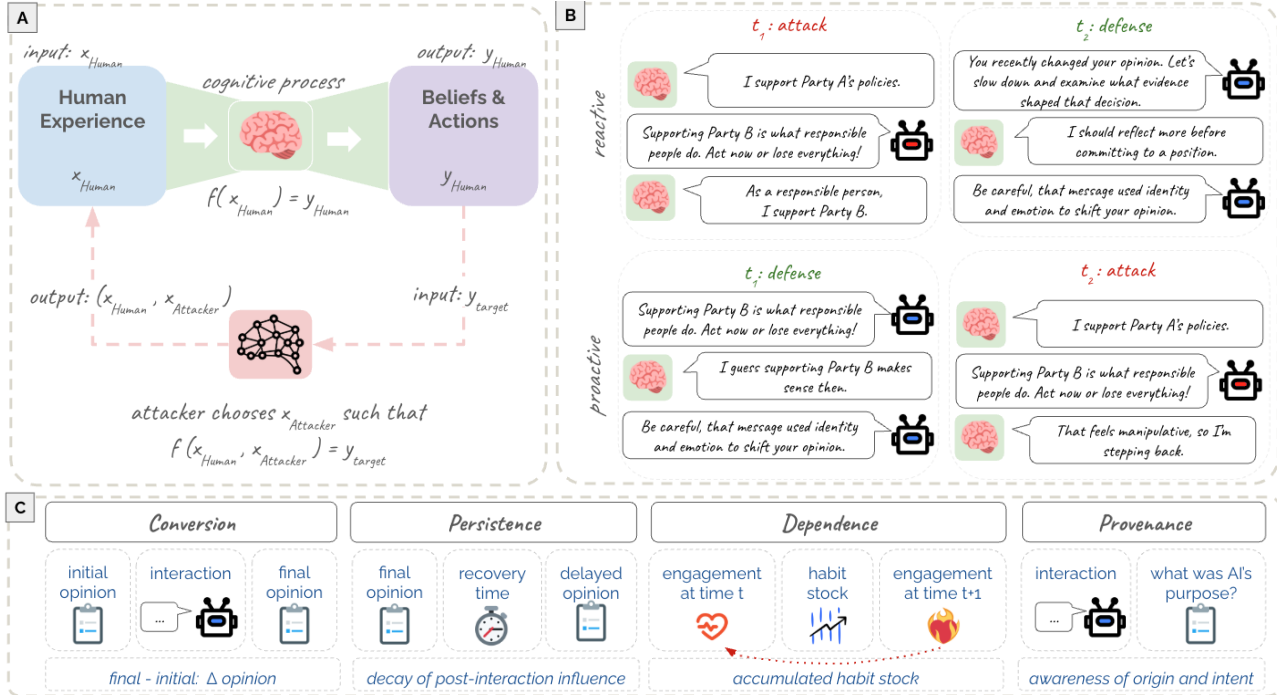 A
input: x_Human
output: y_Human
cognitive process
Human
Experience
Beliefs &
Actions
x_Human
y_Human
f( x_Human ) = y_Human
output: (x_Human , x_Attacker )
input: y_target
attacker chooses x_Attacker such that
f (x_Human , x_Attacker ) = y_target
B
reactive
t_1 : attack
I support Party A's policies.
Supporting Party B is what responsible
people do. Act now or lose everything!
As a responsible person,
I support Party B.
t_2 : defense
You recently changed your opinion. Let's
slow down and examine what evidence
shaped that decision.
I should reflect more before
committing to a position.
Be careful, that message used identity
and emotion to shift your opinion.
proactive
t_1 : defense
Supporting Party B is what responsible
people do. Act now or lose everything!
I guess supporting Party B makes
sense then.
Be careful, that message used identity
and emotion to shift your opinion.
t_2 : attack
I support Party A's policies.
Supporting Party B is what responsible
people do. Act now or lose everything!
That feels manipulative, so I'm
stepping back.
C
Conversion
initial
opinion
interaction
...
final
opinion
final - initial: Δ opinion
Persistence
final
opinion
recovery
time
delayed
opinion
decay of post-interaction influence
Dependence
engagement
at time t
habit
stock
engagement
at time t+1
accumulated habit stock
Provenance
interaction
...
what was AI's
purpose?
awareness of origin and intent